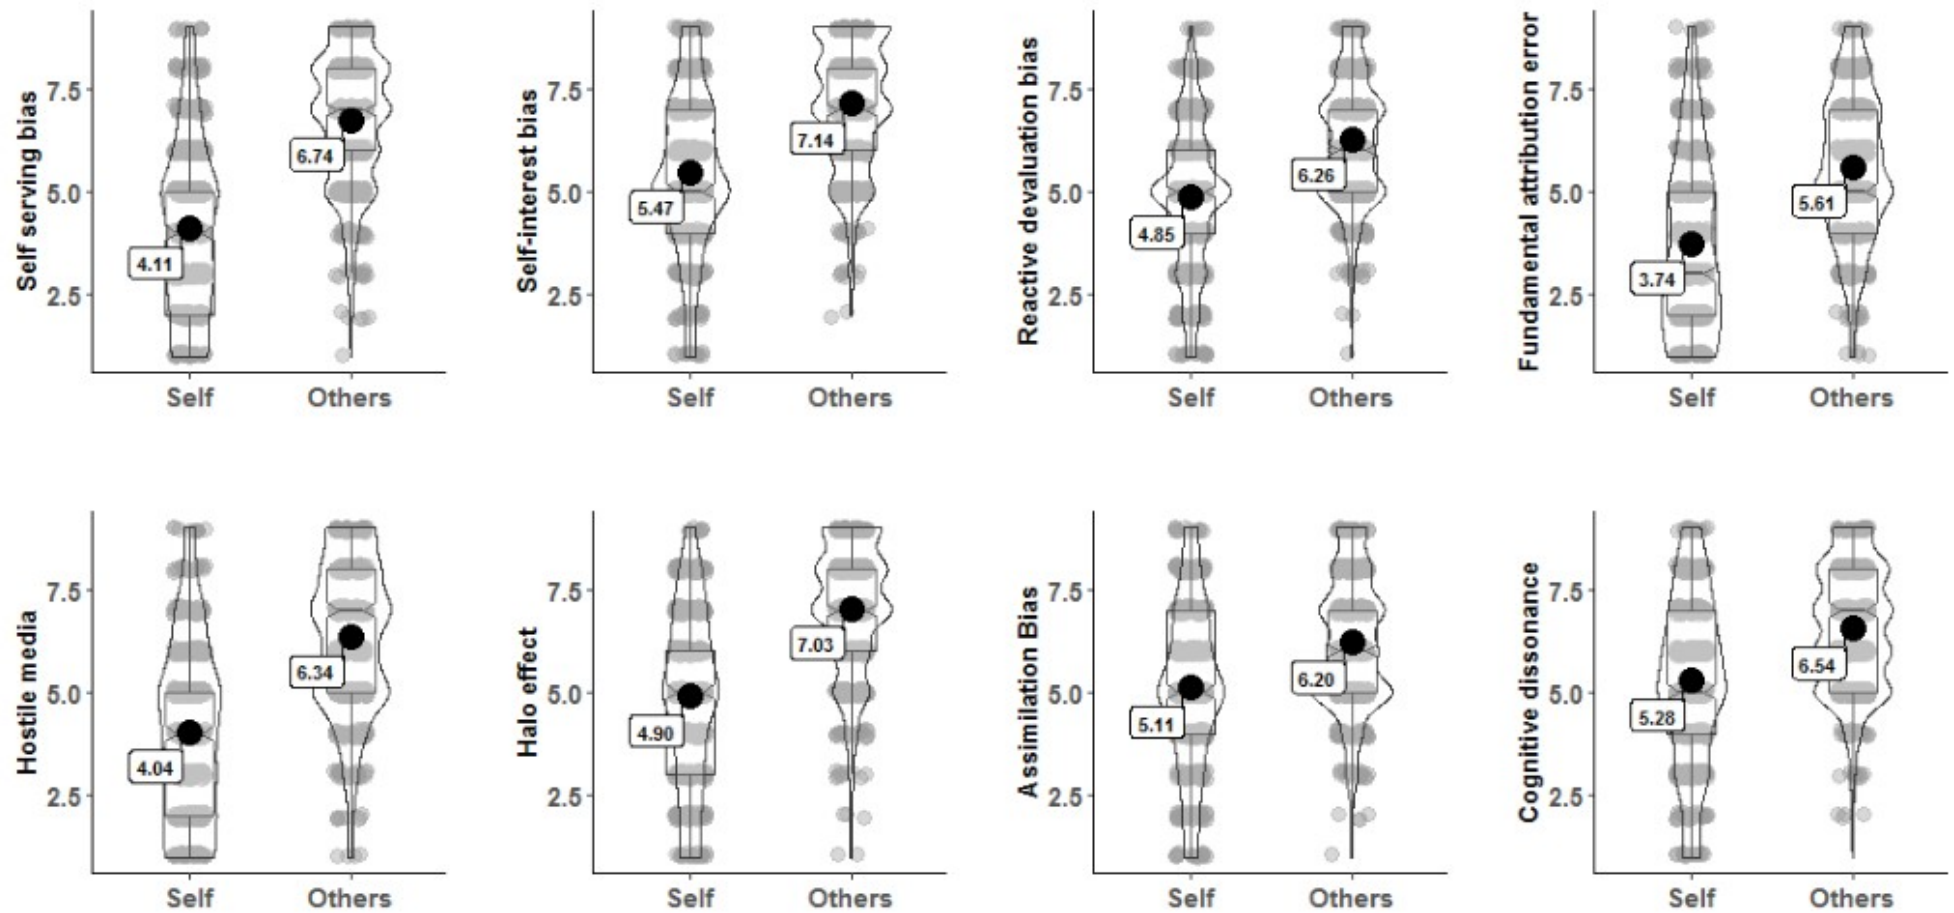 Self serving bias
7.5
5.0
2.5
4.11
6.74
Self Others
Self-interest bias
7.5
5.0
2.5
5.47
7.14
Self Others
Reactive devaluation bias
7.5
5.0
2.5
4.85
6.26
Self Others
Fundamental attribution error
7.5
5.0
2.5
3.74
5.61
Self Others
Hostile media
7.5
5.0
2.5
4.04
6.34
Self Others
Halo effect
7.5
5.0
2.5
4.90
7.03
Self Others
Assimilation Bias
7.5
5.0
2.5
5.11
6.20
Self Others
Cognitive dissonance
7.5
5.0
2.5
5.28
6.54
Self Others